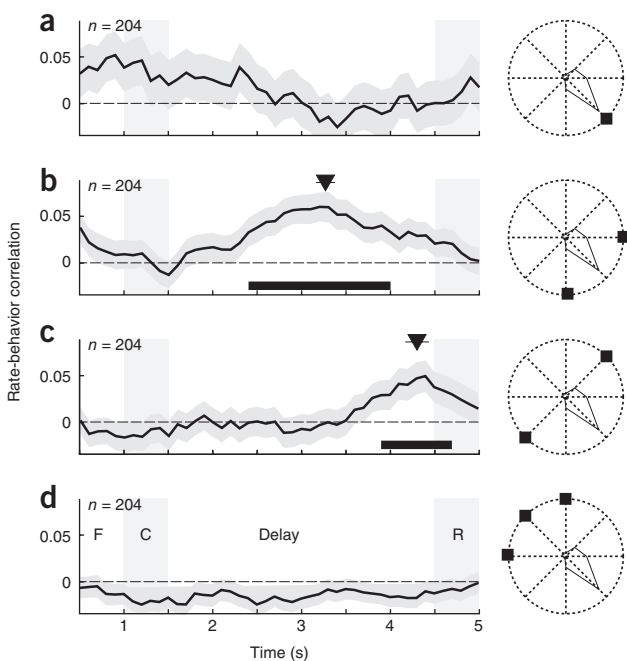 a
n = 204
0.05
0
b
n = 204
0.05
0
c
n = 204
0.05
0
d
n = 204
F C Delay R
0.05
0
1 2 3 4 5
Time (s)
Rate-behavior correlation